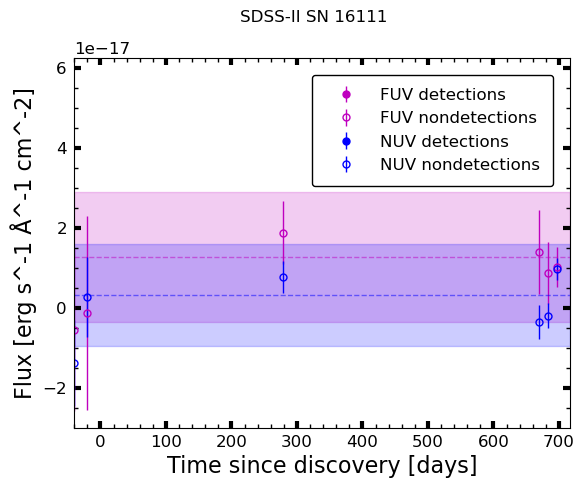 SDSS-II SN 16111
1e−17
6
4
2
0
−2
Flux [erg s^-1 Å^-1 cm^-2]
FUV detections
FUV nondetections
NUV detections
NUV nondetections
0 100 200 300 400 500 600 700
Time since discovery [days]